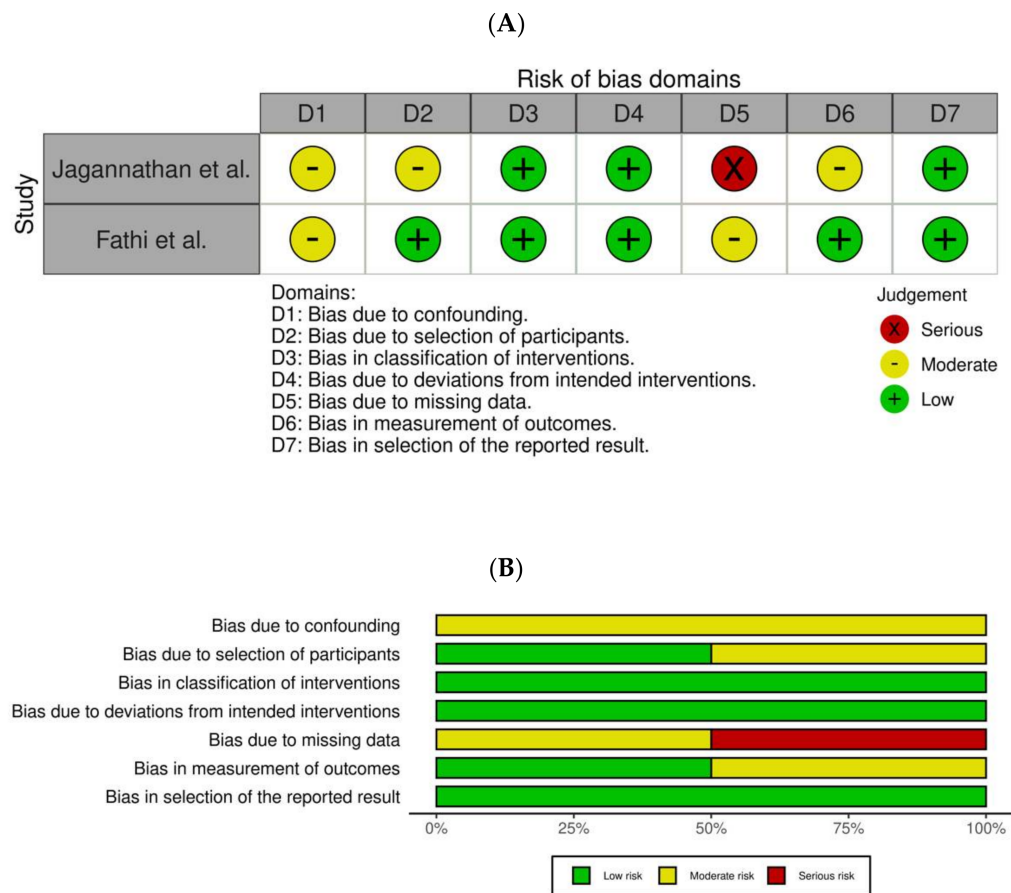 (A)
Risk of bias domains
D1 D2 D3 D4 D5 D6 D7
Study
Jagannathan et al. - - + + X - +
Fathi et al. - + + + - + +
Domains:
D1: Bias due to confounding.
D2: Bias due to selection of participants.
D3: Bias in classification of interventions.
D4: Bias due to deviations from intended interventions.
D5: Bias due to missing data.
D6: Bias in measurement of outcomes.
D7: Bias in selection of the reported result.
Judgement
X Serious
- Moderate
+ Low
(B)
Bias due to confounding
Bias due to selection of participants
Bias in classification of interventions
Bias due to deviations from intended interventions
Bias due to missing data
Bias in measurement of outcomes
Bias in selection of the reported result
0% 25% 50% 75% 100%
Low risk Moderate risk Serious risk